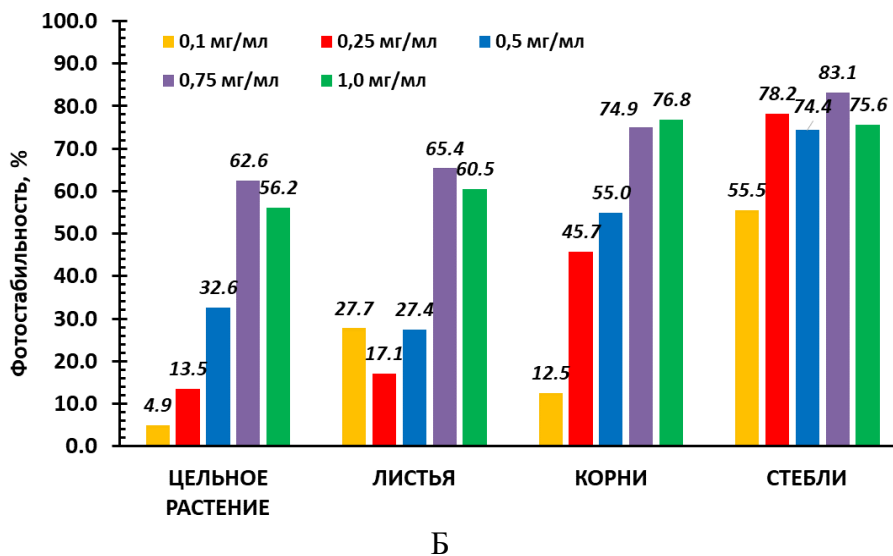 100.0
90.0
80.0
70.0
60.0
50.0
40.0
30.0
20.0
10.0
0.0
Фотостабильность, %
0,1 мг/мл 0,25 мг/мл 0,5 мг/мл
0,75 мг/мл 1,0 мг/мл
4.9 13.5 32.6 62.6 56.2
27.7 17.1 27.4 65.4 60.5
12.5 45.7 55.0 74.9 76.8
55.5 78.2 74.4 83.1 75.6
ЦЕЛЬНОЕ
РАСТЕНИЕ
ЛИСТЬЯ
КОРНИ
СТЕБЛИ
Б